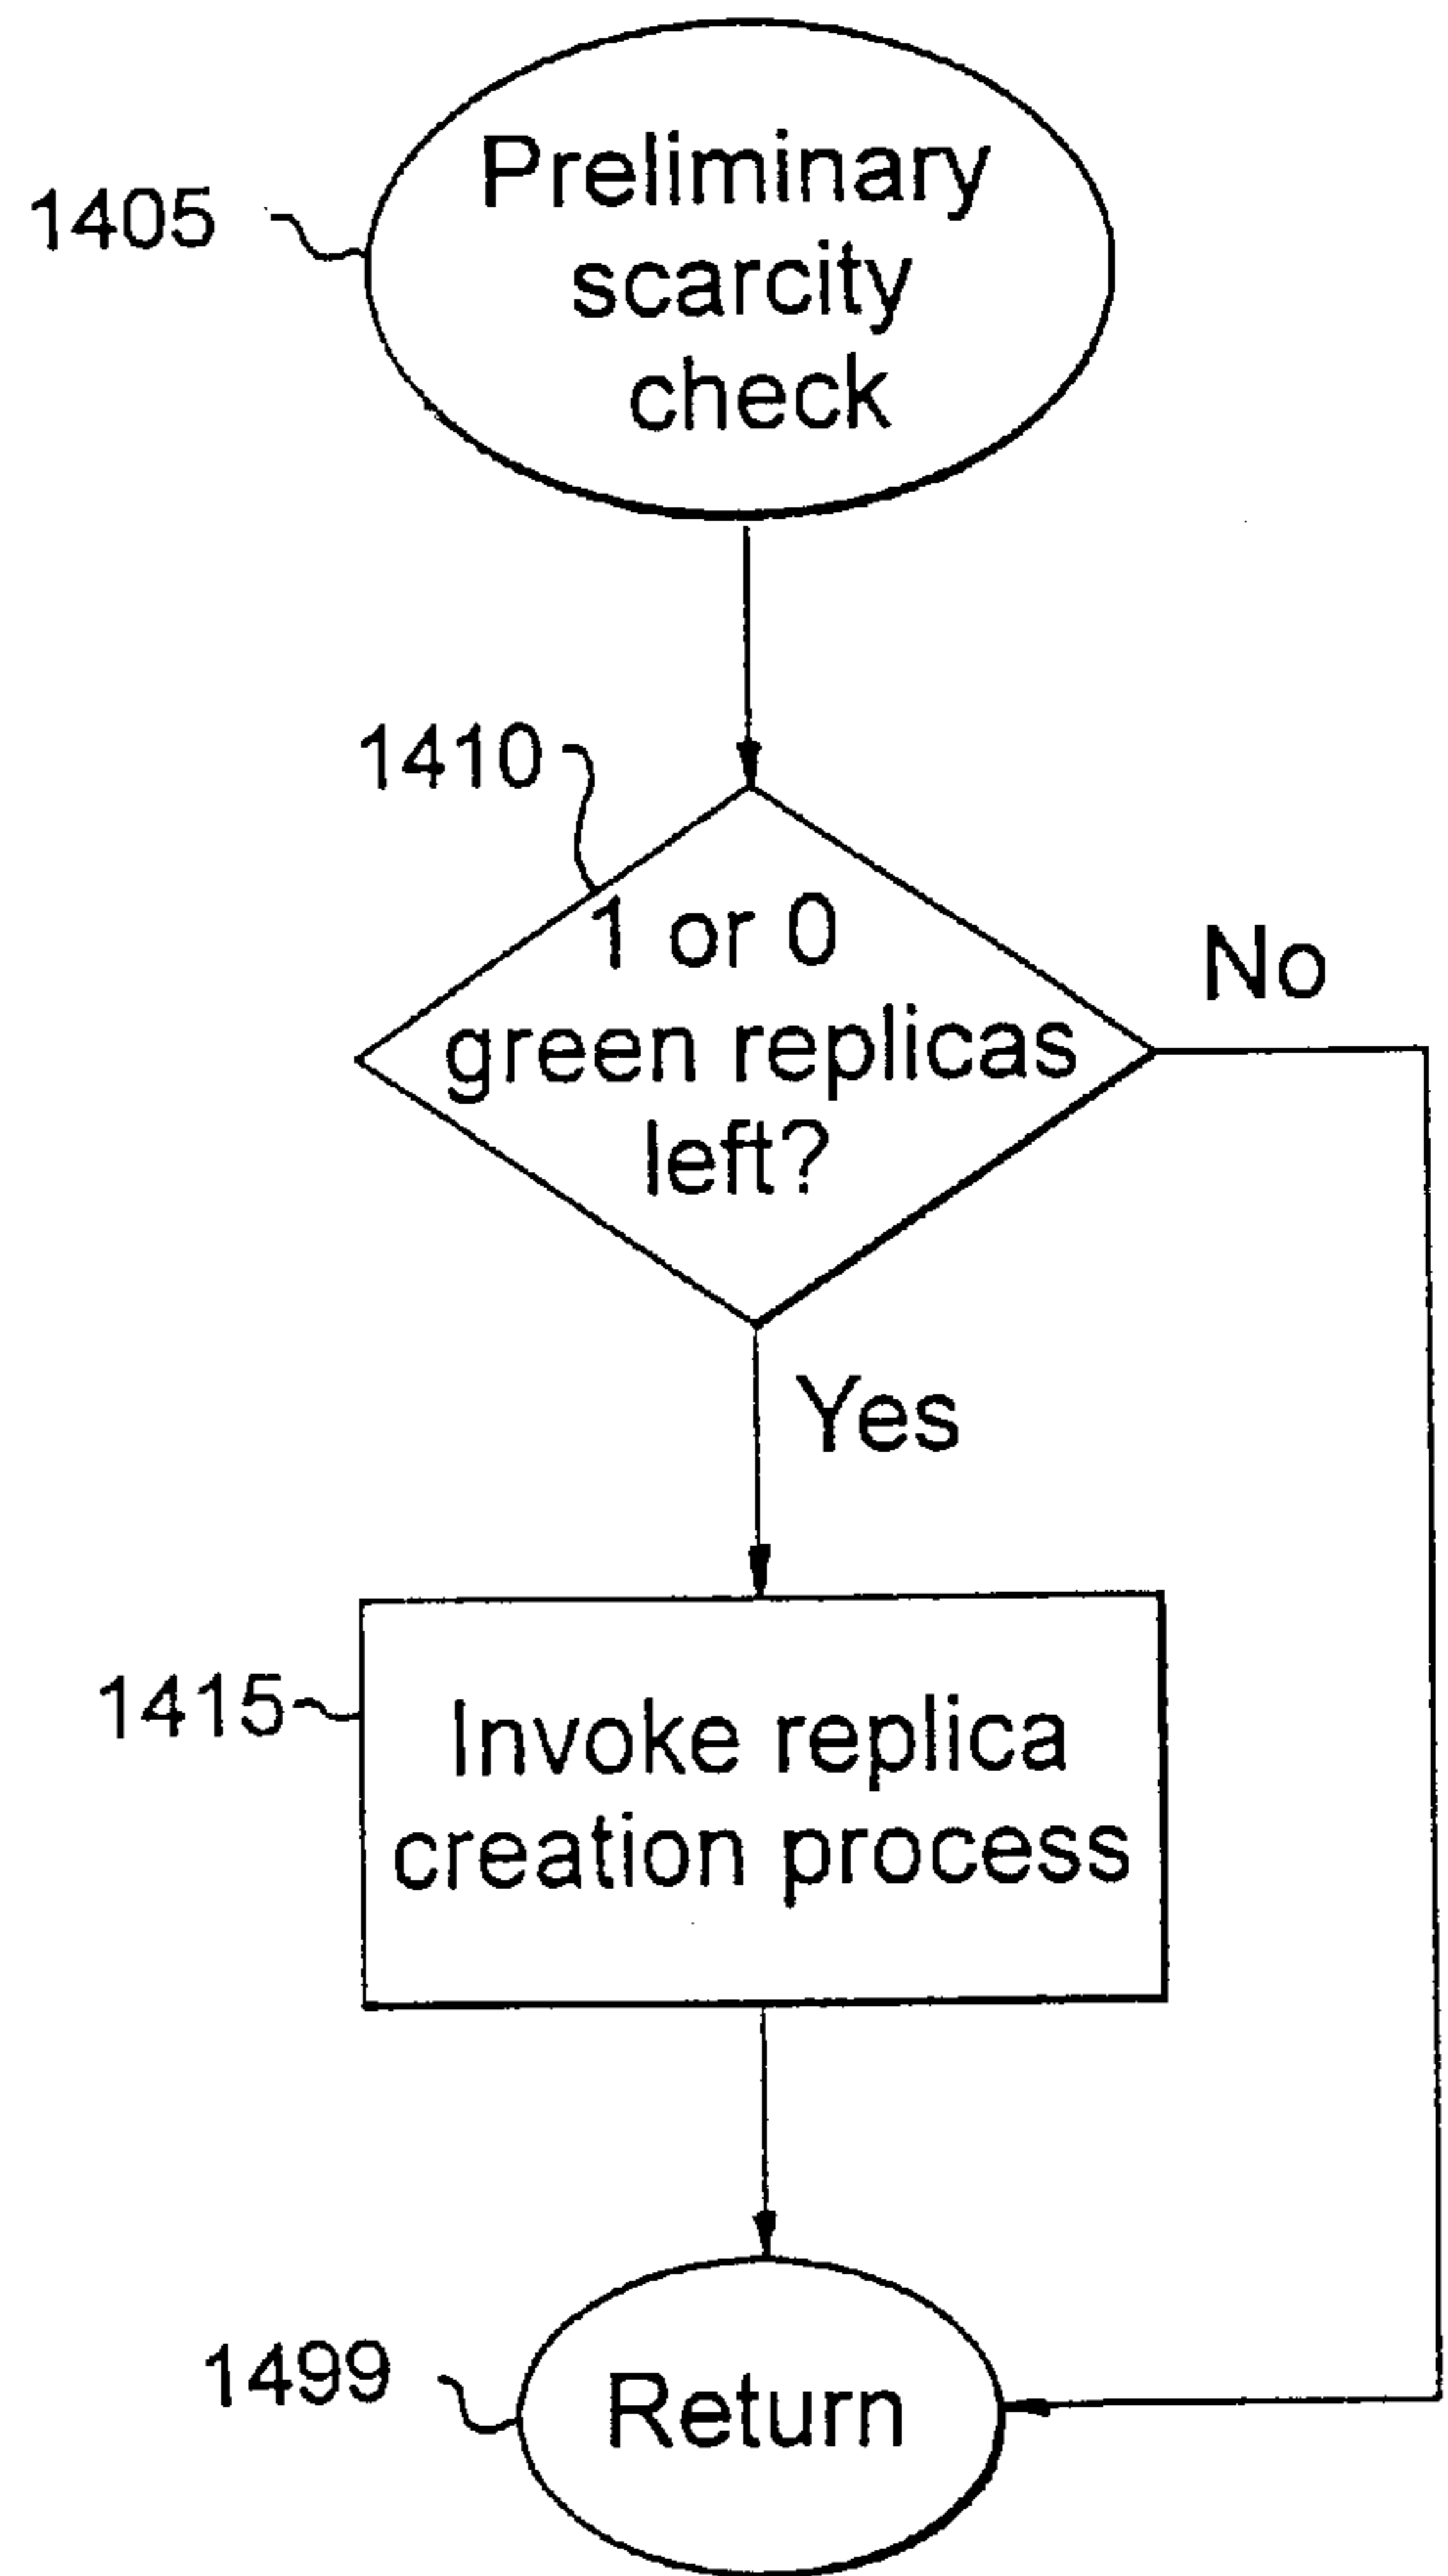 1405
Preliminary
scarcity
check
1410
1 or 0
green replicas
left?
No
Yes
1415
Invoke replica
creation process
1499
Return